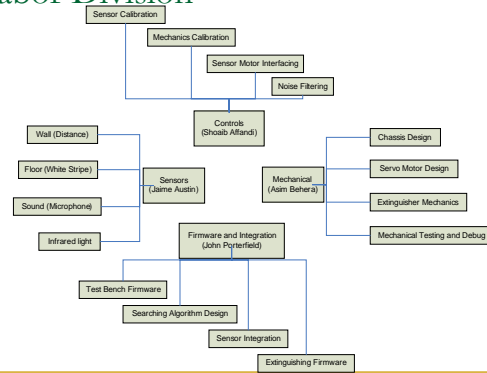 Labor Division
Sensor Calibration
Mechanics Calibration
Sensor Motor Interfacing
Noise Filtering
Controls
(Shoaib Affandi)
Wall (Distance)
Floor (White Stripe)
Sound (Microphone)
Infrared light
Sensors
(Jaime Austin)
Mechanical
(Asim Behera)
Chassis Design
Servo Motor Design
Extinguisher Mechanics
Mechanical Testing and Debug
Firmware and Integration
(John Porterfield)
Test Bench Firmware
Searching Algorithm Design
Sensor Integration
Extinguishing Firmware